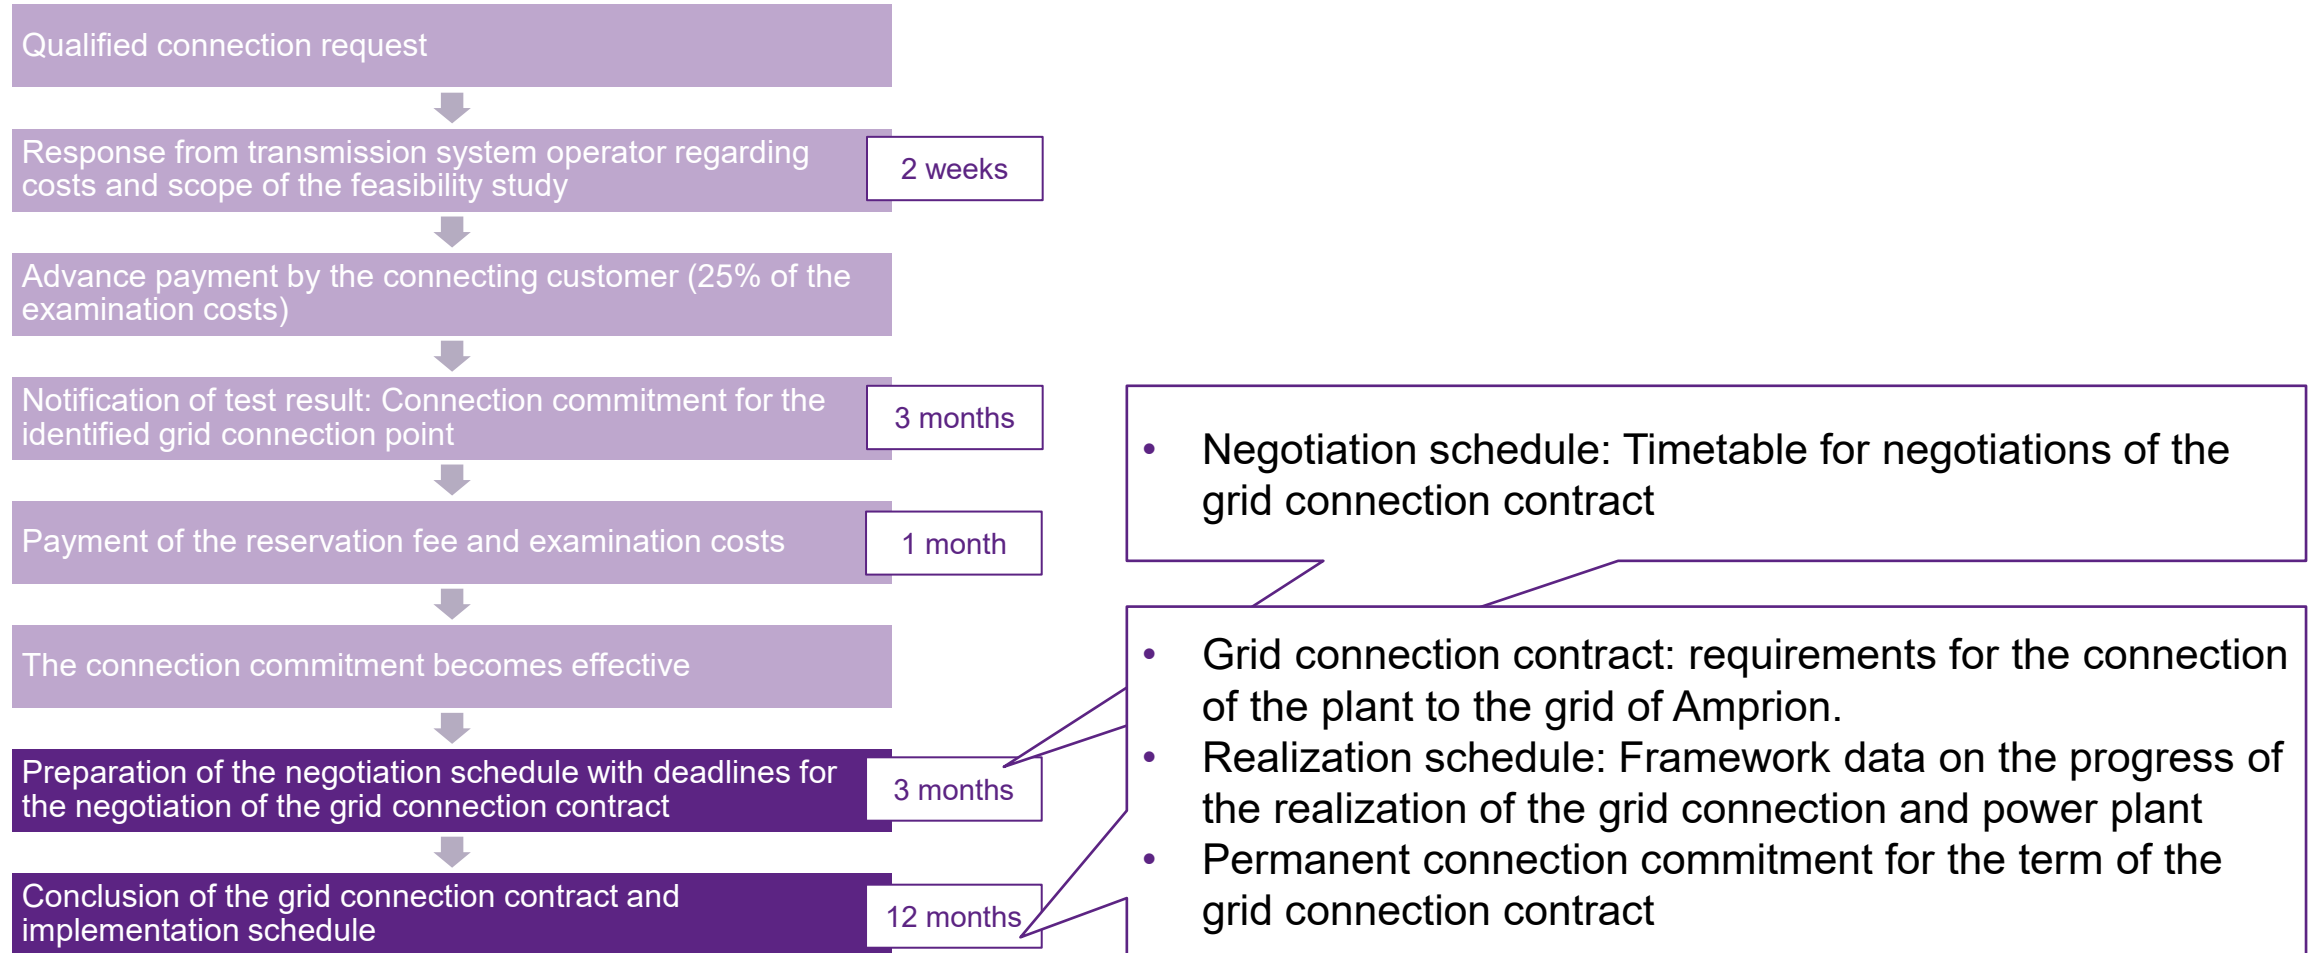 Qualified connection request
Response from transmission system operator regarding
costs and scope of the feasibility study
2 weeks
Advance payment by the connecting customer (25% of the
examination costs)
Notification of test result: Connection commitment for the
identified grid connection point
3 months
Payment of the reservation fee and examination costs
1 month
The connection commitment becomes effective
Preparation of the negotiation schedule with deadlines for
the negotiation of the grid connection contract
3 months
Conclusion of the grid connection contract and
implementation schedule
12 months
• Negotiation schedule: Timetable for negotiations of the
grid connection contract
• Grid connection contract: requirements for the connection
of the plant to the grid of Amprion.
• Realization schedule: Framework data on the progress of
the realization of the grid connection and power plant
• Permanent connection commitment for the term of the
grid connection contract